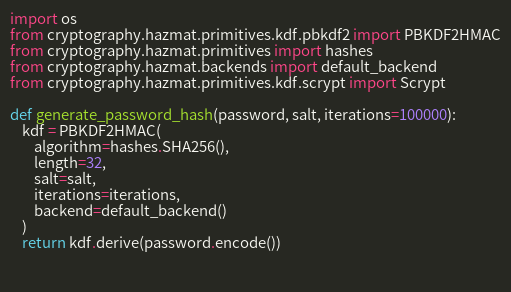 import os
from cryptography.hazmat.primitives.kdf.pbkdf2 import PBKDF2HMAC
from cryptography.hazmat.primitives import hashes
from cryptography.hazmat.backends import default_backend
from cryptography.hazmat.primitives.kdf.scrypt import Scrypt

def generate_password_hash(password, salt, iterations=100000):
    kdf = PBKDF2HMAC(
        algorithm=hashes.SHA256(),
        length=32,
        salt=salt,
        iterations=iterations,
        backend=default_backend()
    )
    return kdf.derive(password.encode())